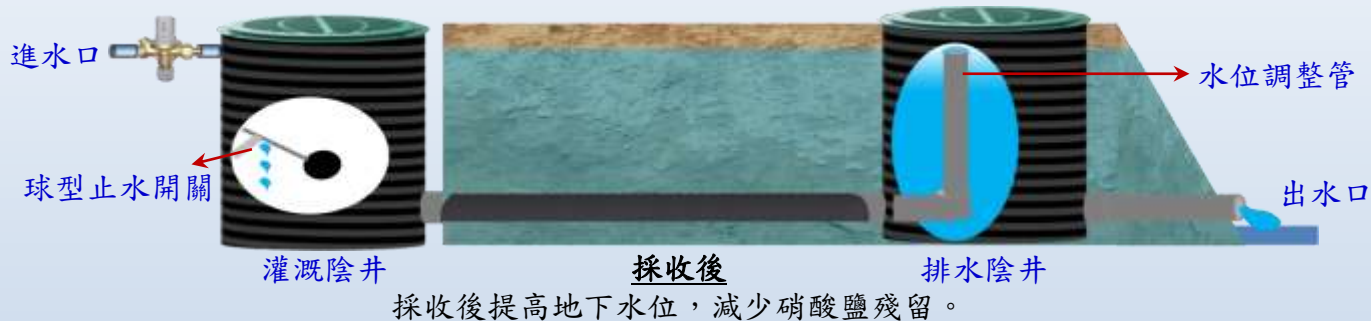 進水口
水位調整管
球型止水開關
出水口
灌溉陰井
採收後
排水陰井
採收後提高地下水位，減少硝酸鹽殘留。